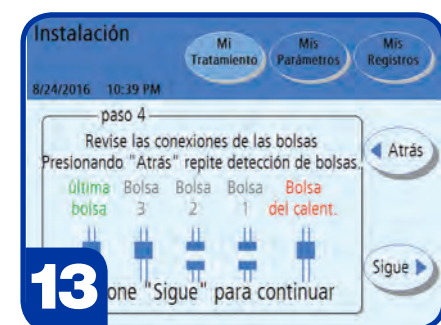 Instalación
Mi Tratamiento
Mis Parámetros
Mis Registros
8/24/2016 10:39 PM
paso 4
Revise las conexiones de las bolsas
Presionando "Atrás" repite detección de bolsas.
Atrás
última bolsa
Bolsa 3
Bolsa 2
Bolsa 1
Bolsa del calent.
13
one "Sigue" para continuar
Sigue